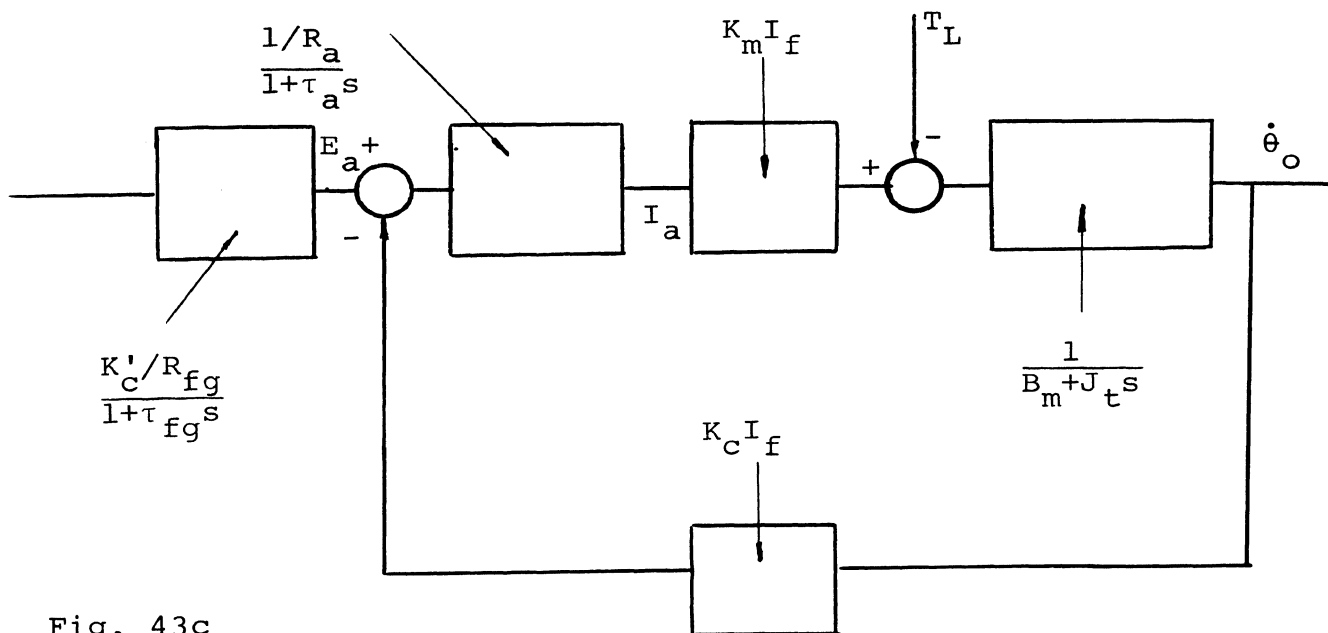 1/R_a
1+τ_a s
K_m I_f
T_L
E_a +
-
I_a
+
-
θ̇_o
K'_c/R_fg
1+τ_fg s
1
B_m+J_t s
K_c I_f
Fig. 43c